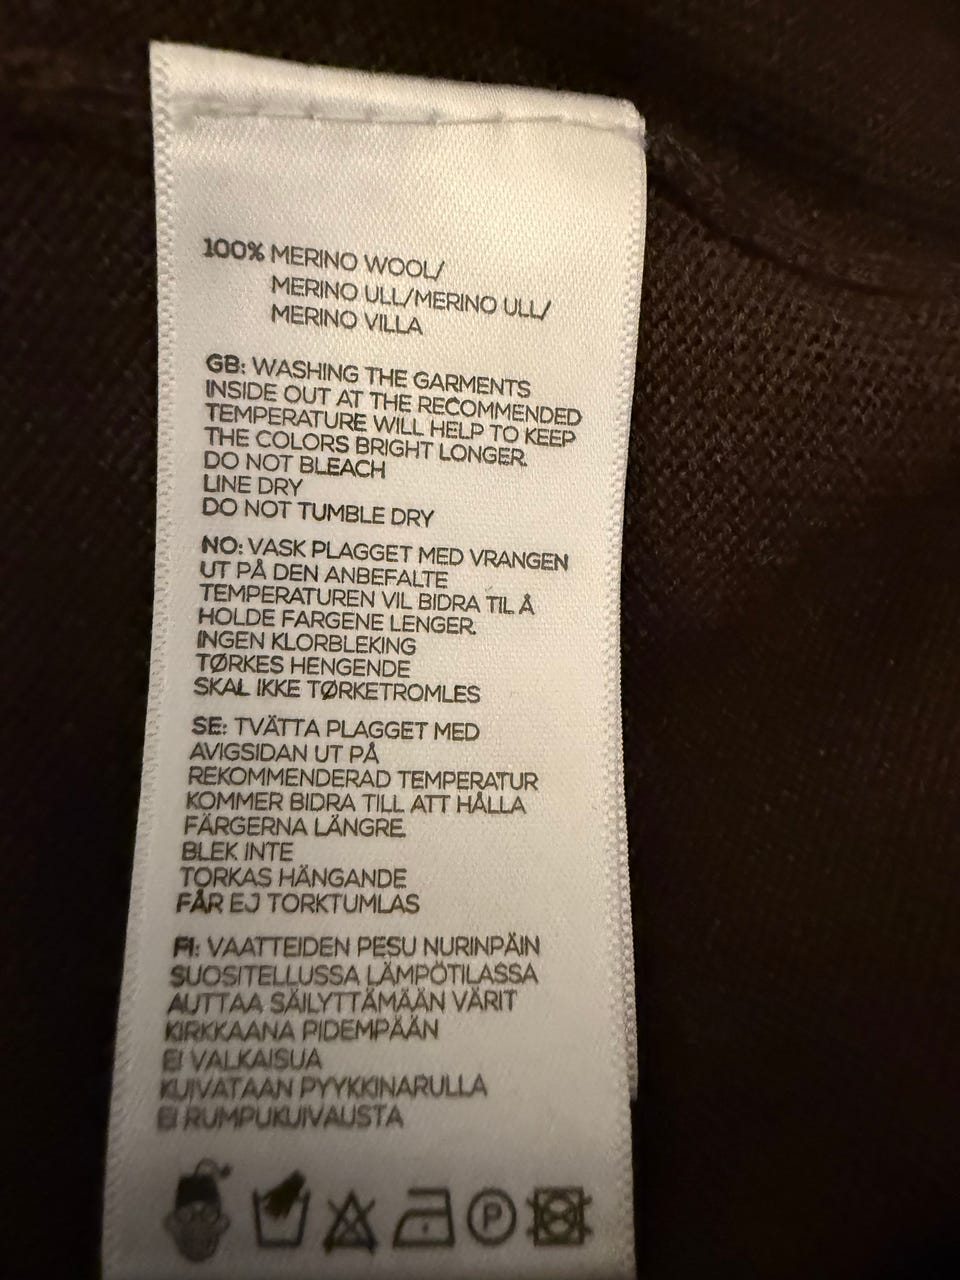 100% MERINO WOOL/
MERINO ULL/MERINO ULL/
MERINO VILLA
GB: WASHING THE GARMENTS
INSIDE OUT AT THE RECOMMENDED
TEMPERATURE WILL HELP TO KEEP
THE COLORS BRIGHT LONGER.
DO NOT BLEACH
LINE DRY
DO NOT TUMBLE DRY
NO: VASK PLAGGET MED VRANGEN
UT PÅ DEN ANBEFALTE
TEMPERATUREN VIL BIDRA TIL Å
HOLDE FARGENE LENGER.
INGEN KLORBLEKING
TØRKES HENGENDE
SKAL IKKE TØRKETROMLES
SE: TVÄTTA PLAGGET MED
AVIGSIDAN UT PÅ
REKOMMENDERAD TEMPERATUR
KOMMER BIDRA TILL ATT HÅLLA
FÄRGERNA LÄNGRE.
BLEK INTE
TORKAS HÄNGANDE
FÅR EJ TORKTUMLAS
FI: VAATTEIDEN PESU NURINPÄIN
SUOSITELLUSSA LÄMPÖTILASSA
AUTTAA SÄILYTTÄMÄÄN VÄRIT
KIRKKAANA PIDEMPÄÄN
EI VALKAISUA
KUIVATAAN PYYKKINARULLA
EI RUMPUKUIVAUSTA
P